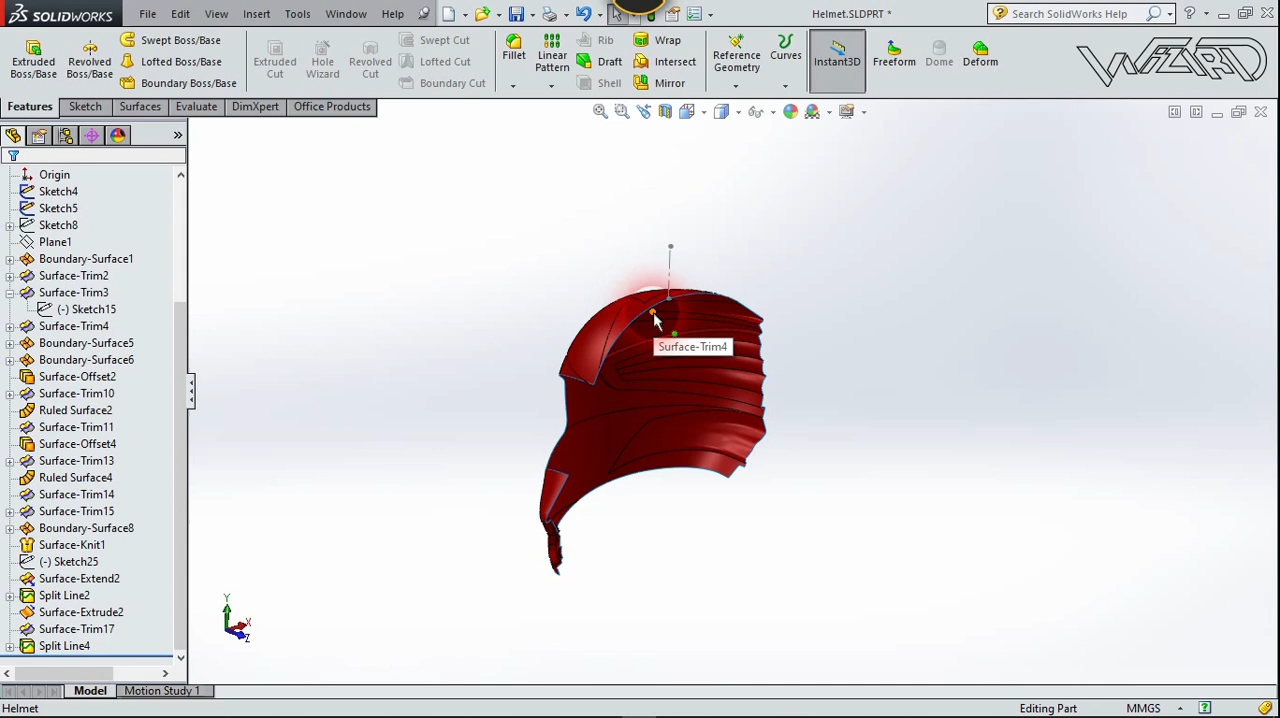 SOLIDWORKS File Edit View Insert Tools Window Help Helmet.SLDPRT * Search SolidWorks Help
Extruded Boss/Base
Revolved Boss/Base
Swept Boss/Base
Lofted Boss/Base
Boundary Boss/Base
Extruded Cut
Hole Wizard
Revolved Cut
Swept Cut
Lofted Cut
Boundary Cut
Fillet
Linear Pattern
Rib
Draft
Shell
Wrap
Intersect
Mirror
Reference Geometry
Curves
Instant3D
Freeform
Dome
Deform
WIZARD
Features Sketch Surfaces Evaluate DimXpert Office Products
Origin
Sketch4
Sketch5
Sketch8
Plane1
Boundary-Surface1
Surface-Trim2
Surface-Trim3
(-) Sketch15
Surface-Trim4
Boundary-Surface5
Boundary-Surface6
Surface-Offset2
Surface-Trim10
Ruled Surface2
Surface-Trim11
Surface-Offset4
Surface-Trim13
Ruled Surface4
Surface-Trim14
Surface-Trim15
Boundary-Surface8
Surface-Knit1
(-) Sketch25
Surface-Extend2
Split Line2
Surface-Extrude2
Surface-Trim17
Split Line4
Surface-Trim4
Y
X
Z
Model Motion Study 1
Helmet Editing Part MMGS